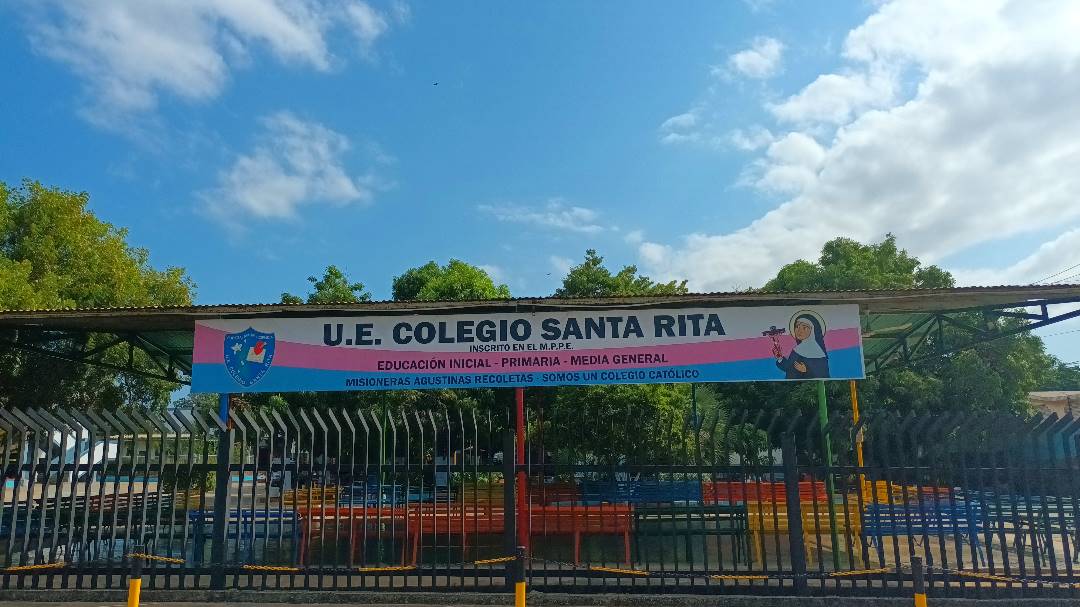 U.E. COLEGIO SANTA RITA
INSCRITO EN EL M.P.P.E.
EDUCACIÓN INICIAL - PRIMARIA - MEDIA GENERAL
MISIONERAS AGUSTINAS RECOLETAS - SOMOS UN COLEGIO CATÓLICO